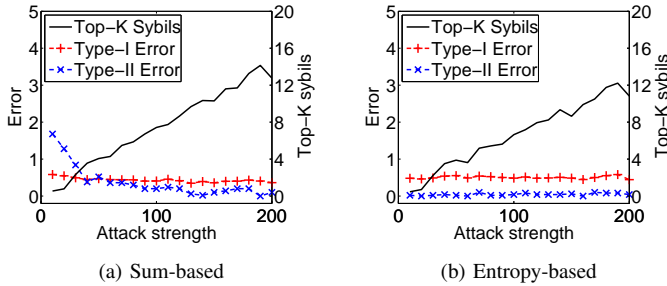 5
4
3
2
1
0
Error
0
100
200
Attack strength
20
16
12
8
4
0
Top-K sybils
Top-K Sybils
Type-I Error
Type-II Error
(a) Sum-based
5
4
3
2
1
0
Error
0
100
200
Attack strength
20
16
12
8
4
0
Top-K sybils
Top-K Sybils
Type-I Error
Type-II Error
(b) Entropy-based